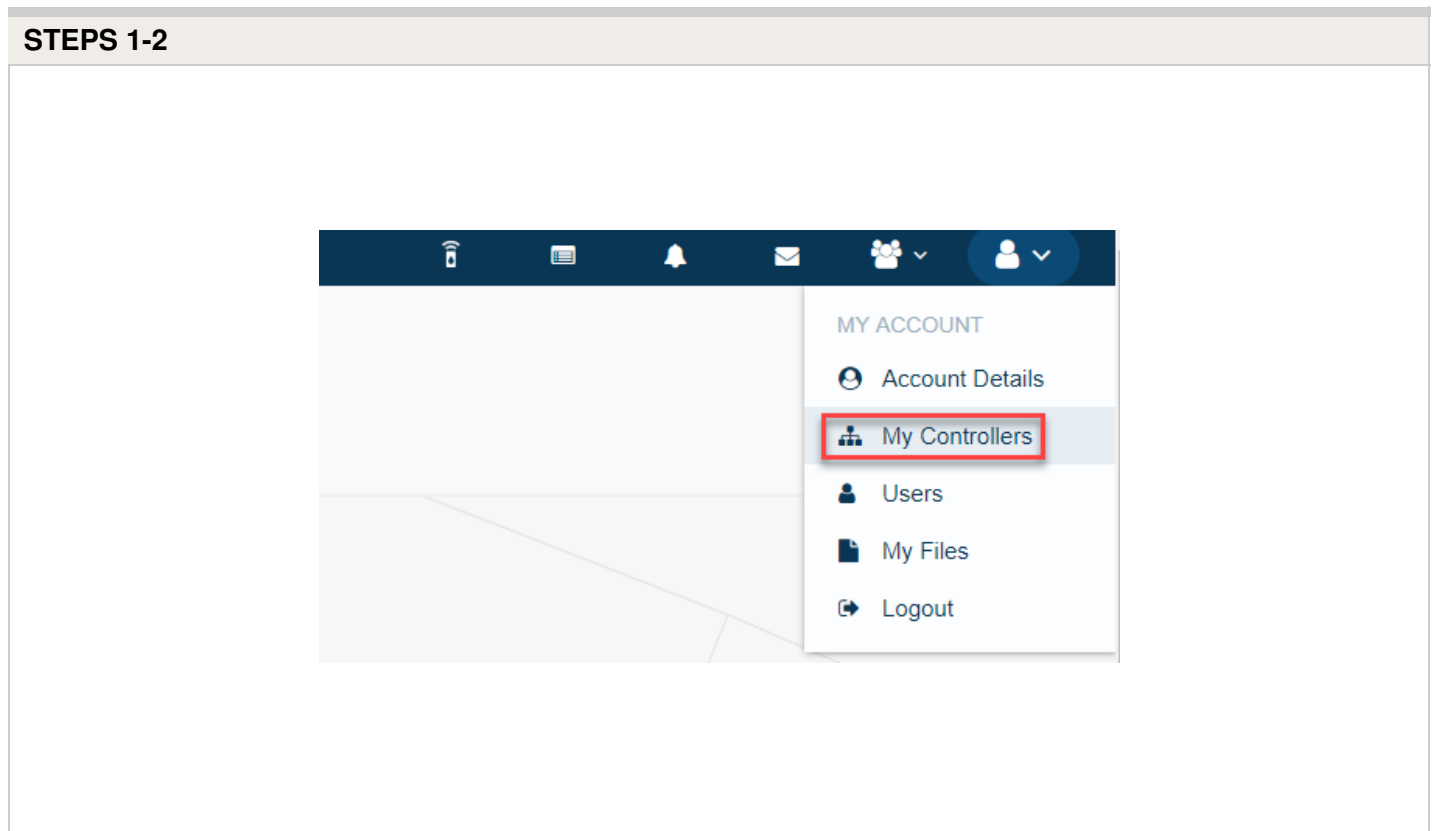 STEPS 1-2
MY ACCOUNT
Account Details
My Controllers
Users
My Files
Logout